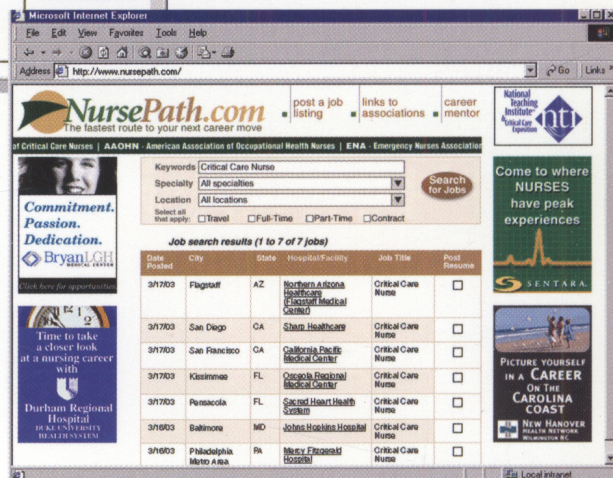 Microsoft Internet Explorer
File Edit View Favorites Tools Help
Address http://www.nursepath.com/ Go Links »
NursePath.com
The fastest route to your next career move
post a job listing
links to associations
career mentor
National
Teaching
Institute
& Critical Care
Exposition
nti
of Critical Care Nurses | AAOHN - American Association of Occupational Health Nurses | ENA - Emergency Nurses Association
Commitment.
Passion.
Dedication.
BryanLGH
MEDICAL CENTER
Click here for opportunities
Keywords Critical Care Nurse
Specialty All specialties
Location All locations
Select all
that apply: Travel Full-Time Part-Time Contract
Search
for Jobs
Come to where
NURSES
have peak
experiences
SENTARA.
Job search results (1 to 7 of 7 jobs)
Date Posted City State Hospital/Facility Job Title Post Resume
3/17/03 Flagstaff AZ Northern Arizona Healthcare (Flagstaff Medical Center) Critical Care Nurse
3/17/03 San Diego CA Sharp Healthcare Critical Care Nurse
3/17/03 San Francisco CA California Pacific Medical Center Critical Care Nurse
3/17/03 Kissimmee FL Osceola Regional Medical Center Critical Care Nurse
3/17/03 Pensacola FL Sacred Heart Health System Critical Care Nurse
3/16/03 Baltimore MD Johns Hopkins Hospital Critical Care Nurse
3/16/03 Philadelphia Metro Area PA Mercy Fitzgerald Hospital Critical Care Nurse
Time to take
a closer look
at a nursing career
with
Durham Regional
Hospital
DUKE UNIVERSITY
HEALTH SYSTEM
PICTURE YOURSELF
IN A CAREER
ON THE
CAROLINA
COAST
NEW HANOVER
HEALTH NETWORK
WILMINGTON NC
Local intranet